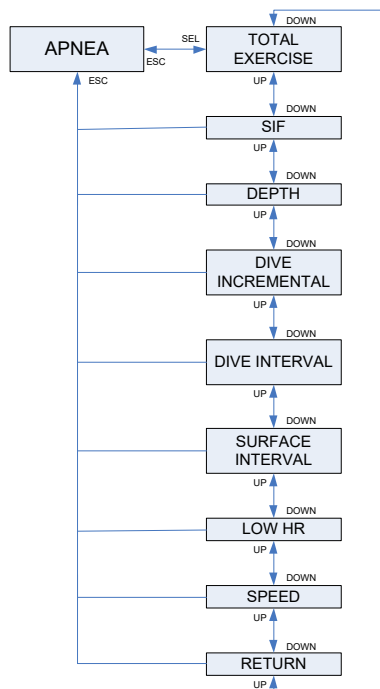 DOWN
APNEA
SEL
ESC
TOTAL
EXERCISE
ESC
UP
DOWN
SIF
UP
DOWN
DEPTH
UP
DOWN
DIVE
INCREMENTAL
UP
DOWN
DIVE INTERVAL
UP
DOWN
SURFACE
INTERVAL
UP
DOWN
LOW HR
UP
DOWN
SPEED
UP
DOWN
RETURN
UP